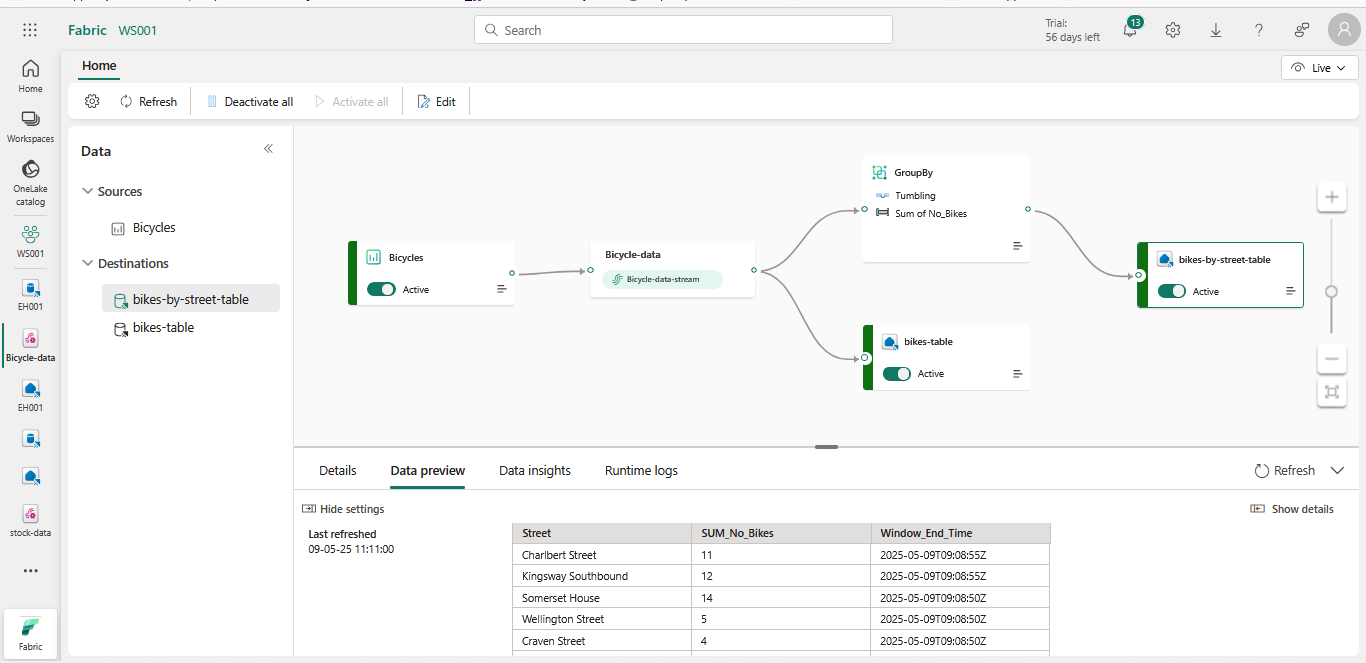 Fabric WS001
Search
Trial:
56 days left
13
Home
Live
Refresh
Deactivate all
Activate all
Edit
Home
Workspaces
OneLake
catalog
WS001
EH001
Bicycle-data
EH001
stock-data
Fabric
Data
Sources
Bicycles
Destinations
bikes-by-street-table
bikes-table
Bicycles
Active
Bicycle-data
Bicycle-data-stream
GroupBy
Tumbling
Sum of No_Bikes
bikes-table
Active
bikes-by-street-table
Active
Details Data preview Data insights Runtime logs
Refresh
Hide settings
Show details
Last refreshed
09-05-25 11:11:00
Street SUM_No_Bikes Window_End_Time
Charlbert Street 11 2025-05-09T09:08:55Z
Kingsway Southbound 12 2025-05-09T09:08:55Z
Somerset House 14 2025-05-09T09:08:50Z
Wellington Street 5 2025-05-09T09:08:50Z
Craven Street 4 2025-05-09T09:08:50Z